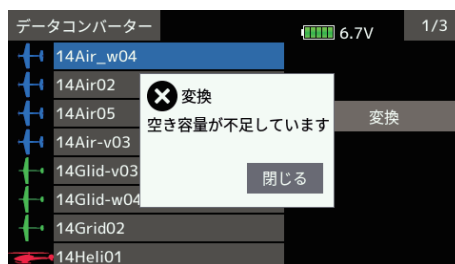 データコンバーター
6.7V
1/3
14Air_w04
14Air02
14Air05
14Air-v03
14Glid-v03
14Glid-w04
14Grid02
14Heli01
変換
変換
空き容量が不足しています
閉じる